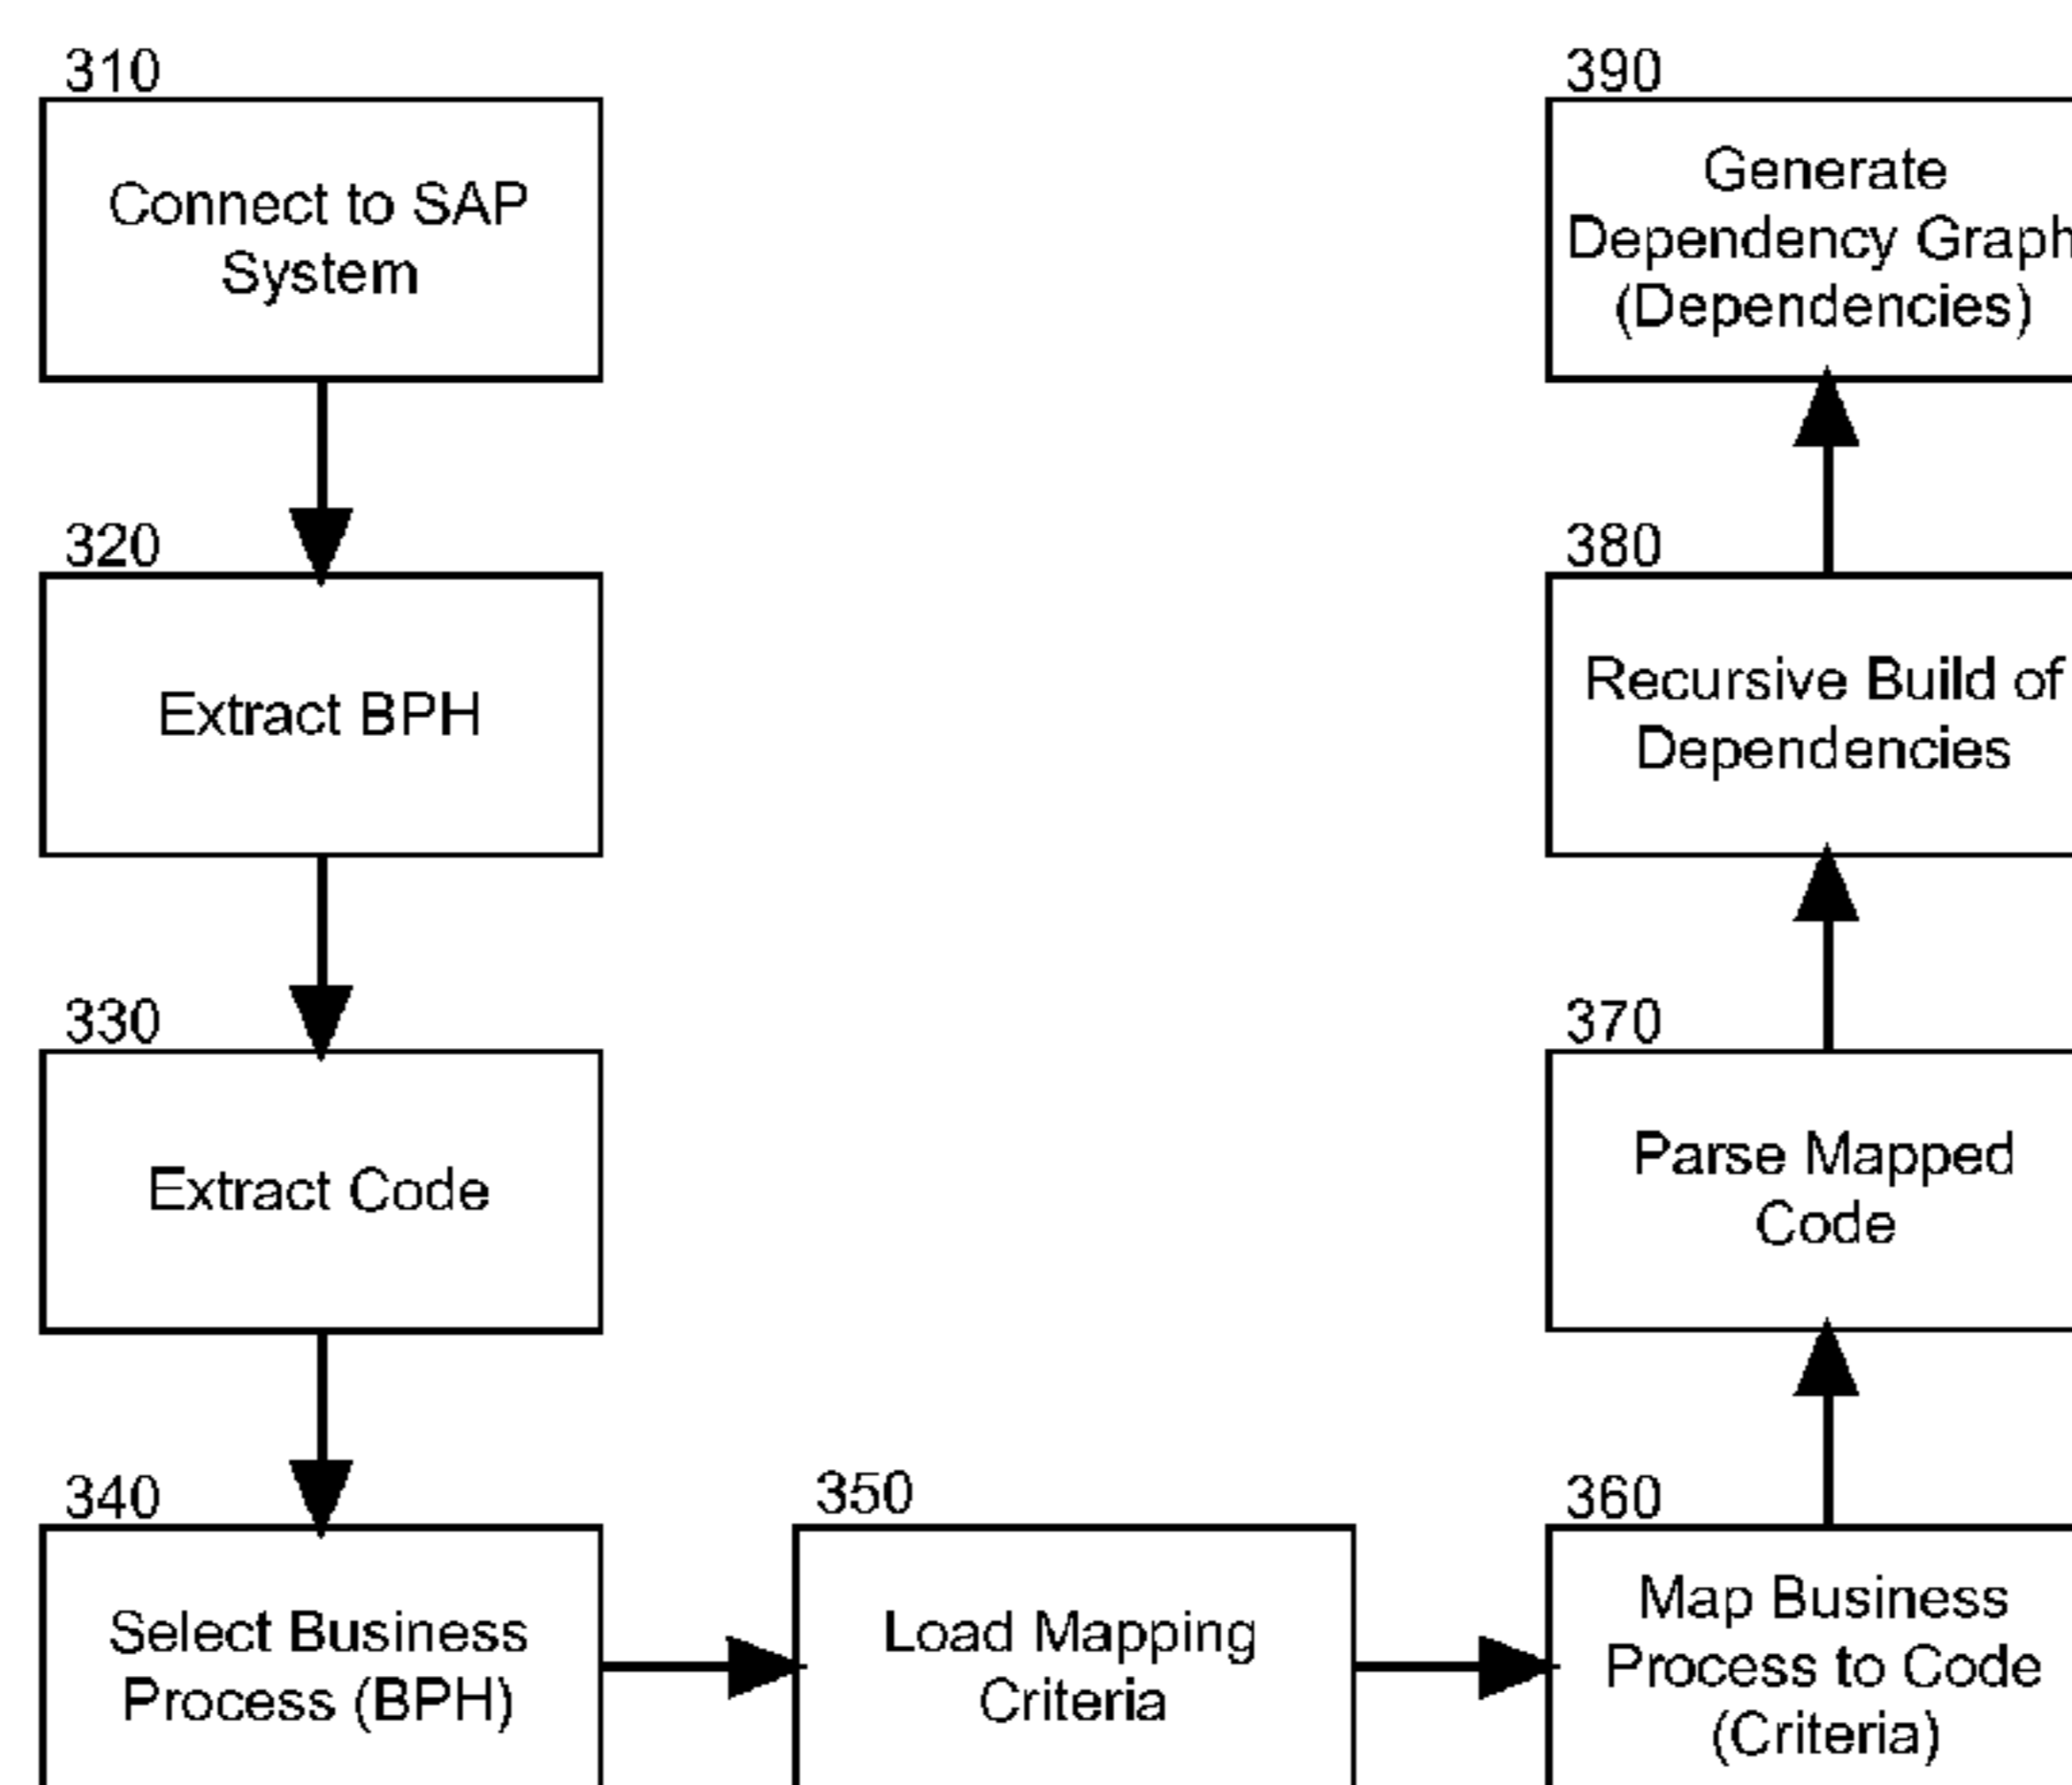 310
Connect to SAP
System
320
Extract BPH
330
Extract Code
340
Select Business
Process (BPH)
350
Load Mapping
Criteria
360
Map Business
Process to Code
(Criteria)
370
Parse Mapped
Code
380
Recursive Build of
Dependencies
390
Generate
Dependency Graph
(Dependencies)